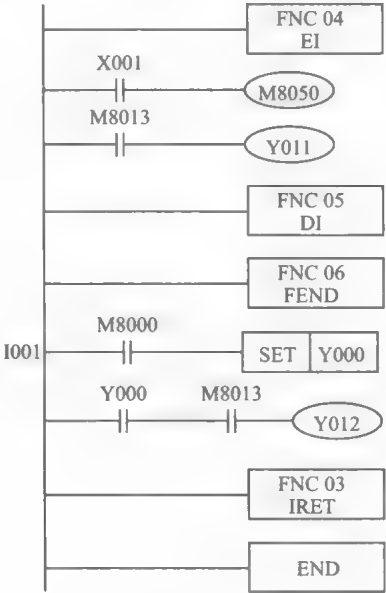 FNC 04
EI
X001
M8050
M8013
Y011
FNC 05
DI
FNC 06
FEND
M8000
I001
SET Y000
Y000 M8013
Y012
FNC 03
IRET
END